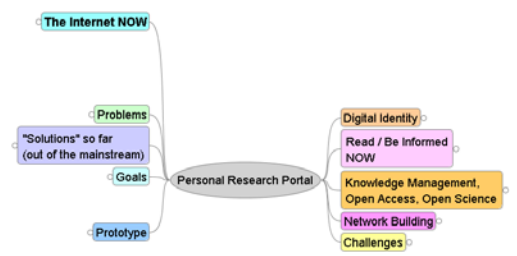 The Internet NOW
Problems
"Solutions" so far
(out of the mainstream)
Goals
Prototype
Personal Research Portal
Digital Identity
Read / Be Informed
NOW
Knowledge Management,
Open Access, Open Science
Network Building
Challenges